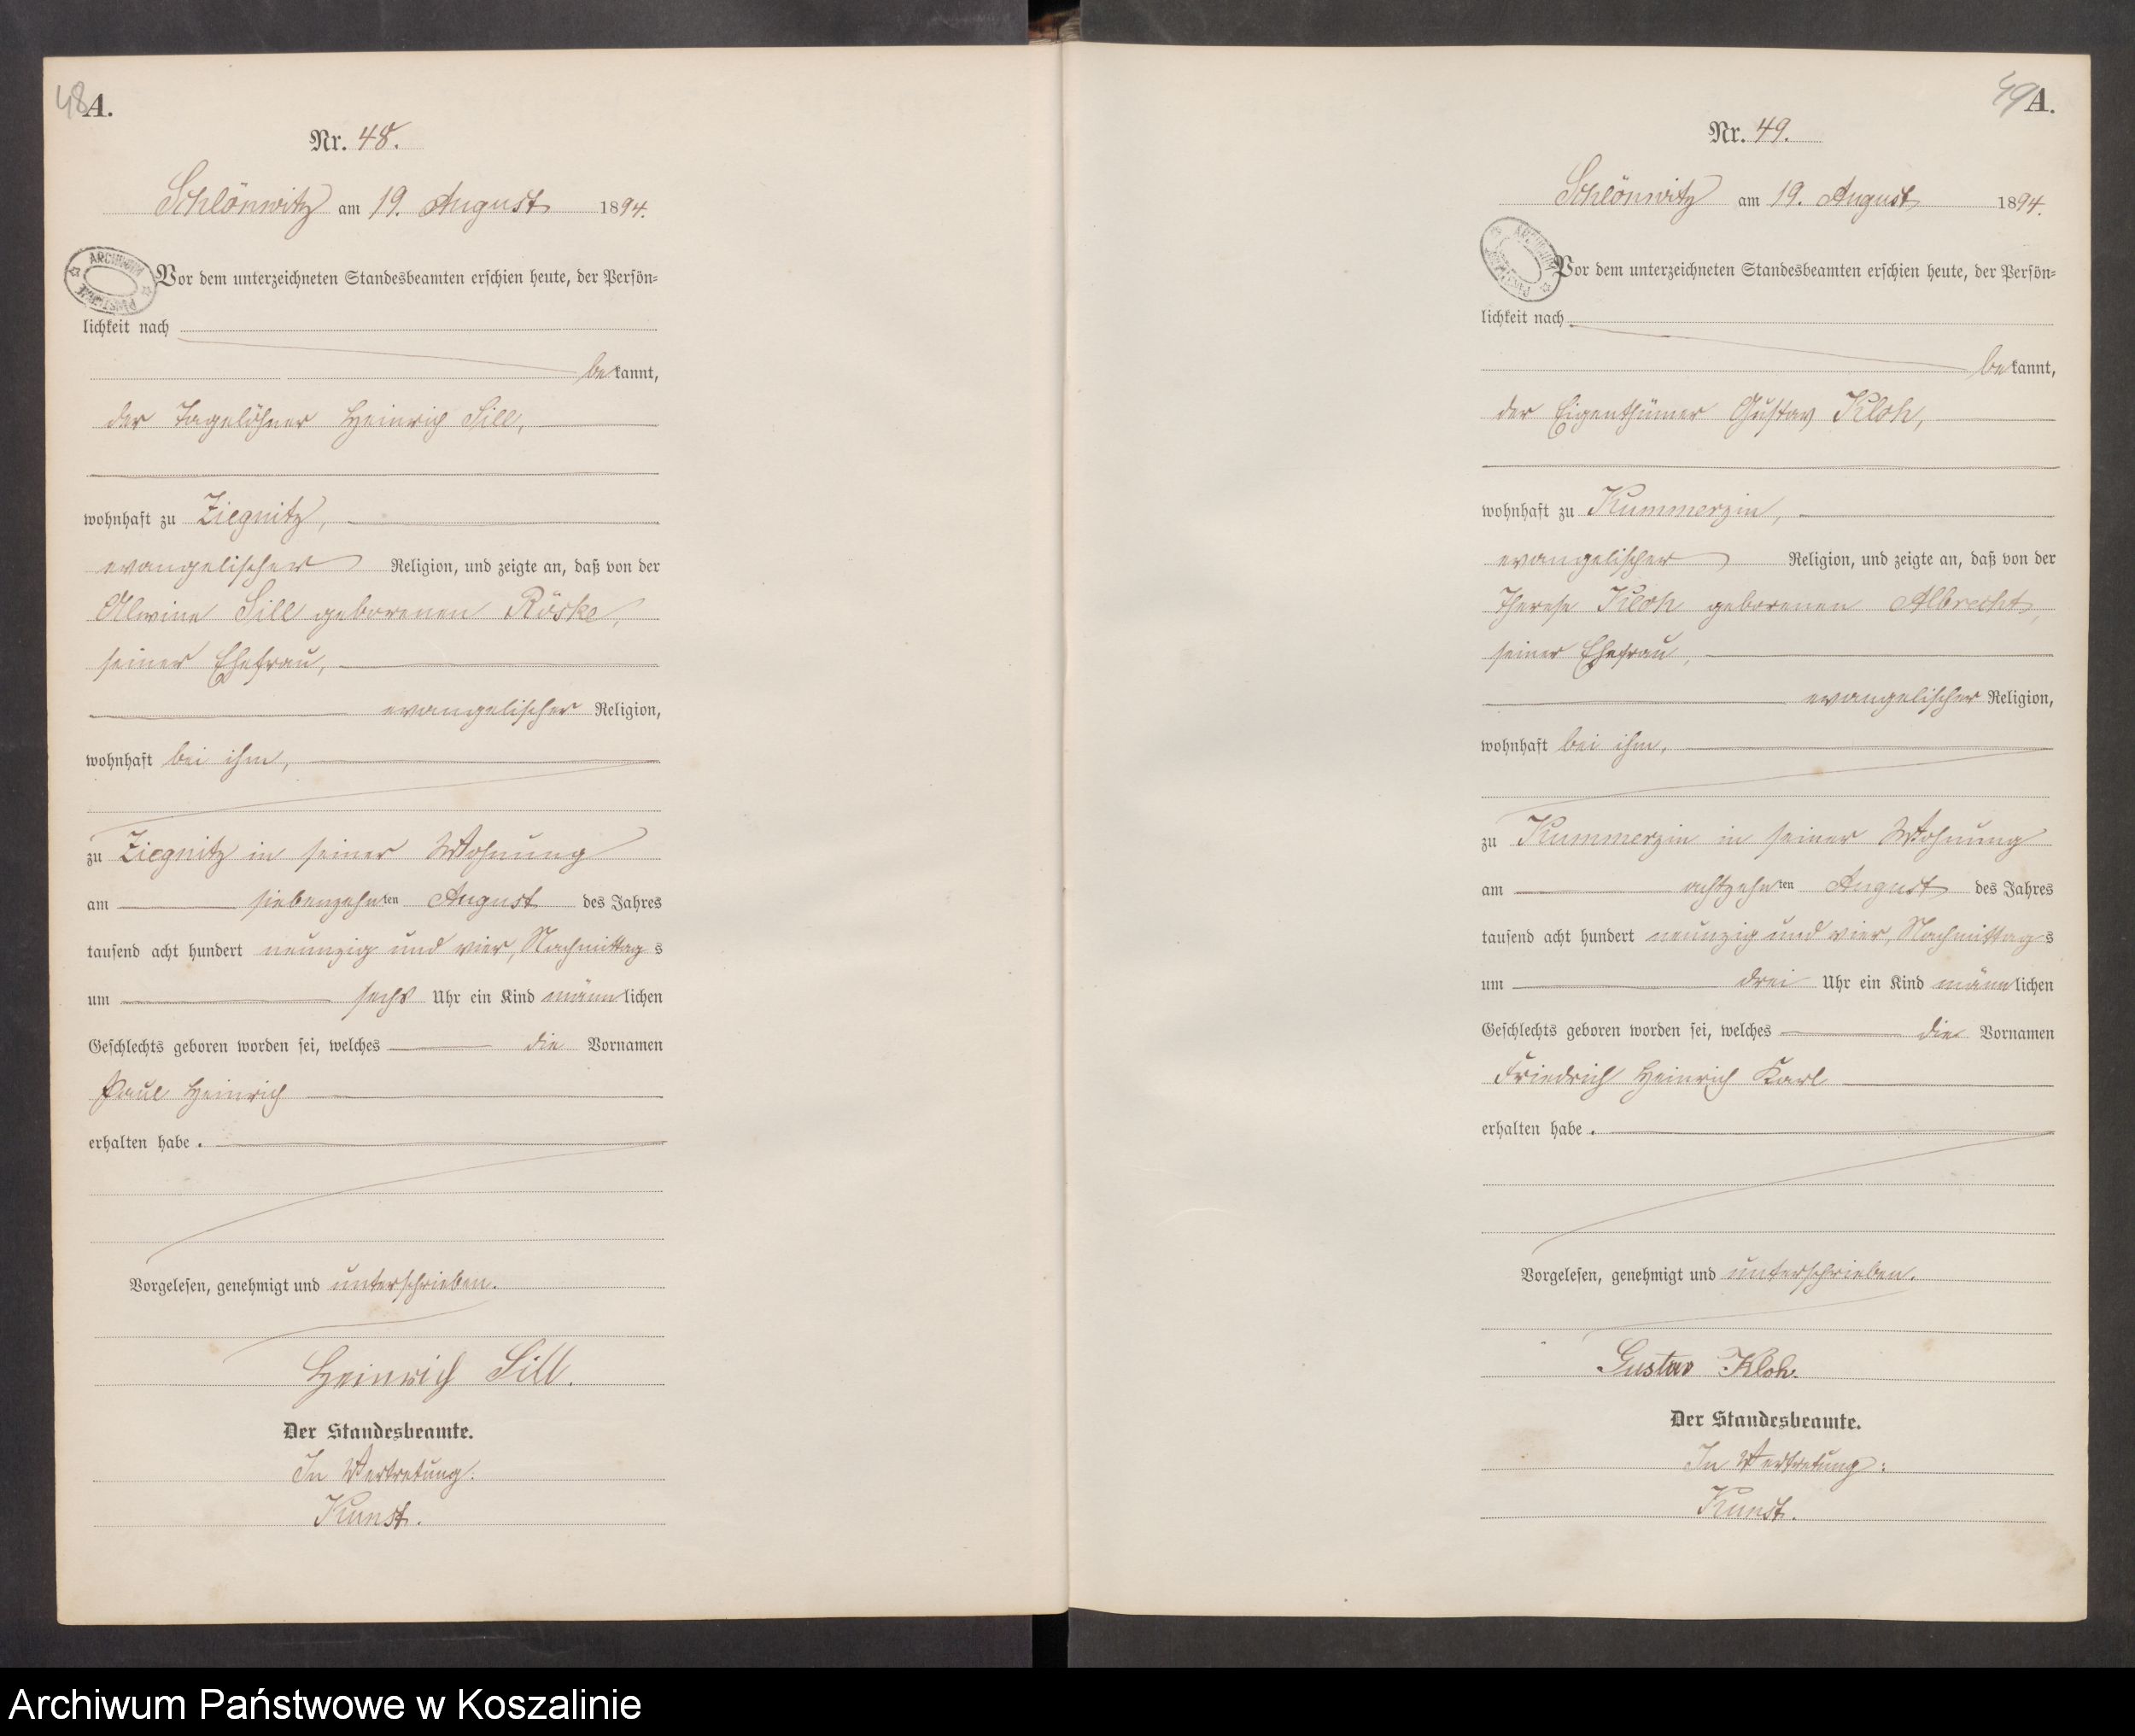 48
A.
Nr. 48.
Schlönwitz am 19. August 1894.
ARCHIWUM PAŃSTWOWE
Vor dem unterzeichneten Standesbeamten erschien heute, der Persön-
lichkeit nach
bekannt,
der Tagelöhner Heinrich Sill,
wohnhaft zu Ziegnitz,
evangelischer Religion, und zeigte an, daß von der
Alwine Sill geborenen Röske,
seiner Ehefrau,
evangelischer Religion,
wohnhaft bei ihm,
zu Ziegnitz in seiner Wohnung
am siebenzehnten August des Jahres
tausend acht hundert neunzig und vier, Nachmittags
um sechs Uhr ein Kind männlichen
Geschlechts geboren worden sei, welches die Vornamen
Paul Heinrich
erhalten habe.
Vorgelesen, genehmigt und unterschrieben.
Heinrich Sill.
Der Standesbeamte.
In Vertretung:
Kunst.
49
A.
Nr. 49.
Schlönwitz am 19. August 1894.
ARCHIWUM PAŃSTWOWE
Vor dem unterzeichneten Standesbeamten erschien heute, der Persön-
lichkeit nach
bekannt,
der Eigenthümer Gustav Kloh,
wohnhaft zu Kummerzin,
evangelischer Religion, und zeigte an, daß von der
Therese Kloh geborenen Albrecht,
seiner Ehefrau,
evangelischer Religion,
wohnhaft bei ihm,
zu Kummerzin in seiner Wohnung
am achtzehnten August des Jahres
tausend acht hundert neunzig und vier, Nachmittags
um drei Uhr ein Kind männlichen
Geschlechts geboren worden sei, welches die Vornamen
Friedrich Heinrich Karl
erhalten habe.
Vorgelesen, genehmigt und unterschrieben.
Gustav Kloh.
Der Standesbeamte.
In Vertretung:
Kunst.
Archiwum Państwowe w Koszalinie